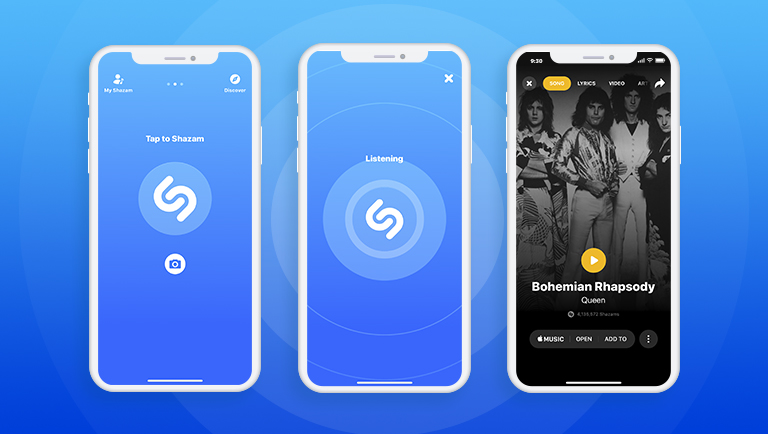 My Shazam
Discover
Tap to Shazam
Listening
9:30
SONG
LYRICS
VIDEO
Bohemian Rhapsody
Queen
Shazams
MUSIC
OPEN
ADD TO